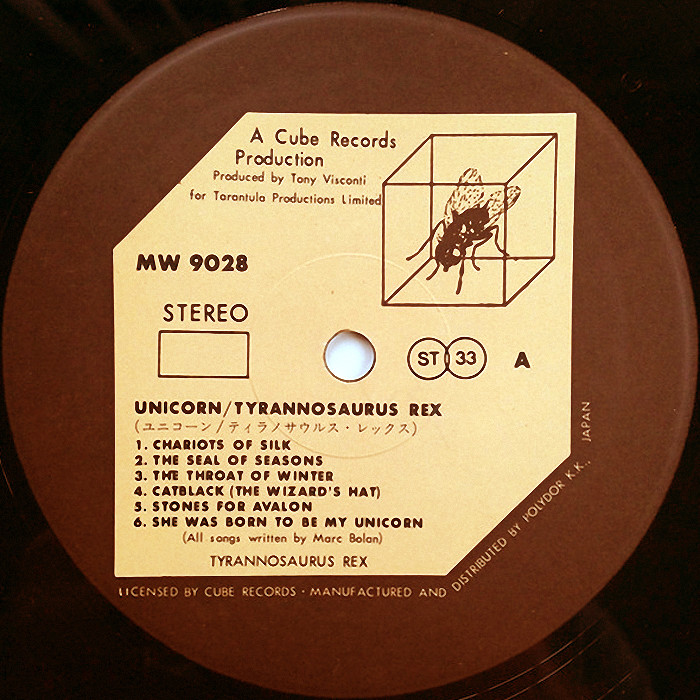 A Cube Records
Production
Produced by Tony Visconti
for Tarantula Productions Limited
MW 9028
STEREO
ST 33 A
UNICORN/TYRANNOSAURUS REX
(ユニコーン/ティラノサウルス・レックス)
1. CHARIOTS OF SILK
2. THE SEAL OF SEASONS
3. THE THROAT OF WINTER
4. CATBLACK (THE WIZARD'S HAT)
5. STONES FOR AVALON
6. SHE WAS BORN TO BE MY UNICORN
(All songs written by Marc Bolan)
TYRANNOSAURUS REX
LICENSED BY CUBE RECORDS · MANUFACTURED AND DISTRIBUTED BY POLYDOR K.K., JAPAN